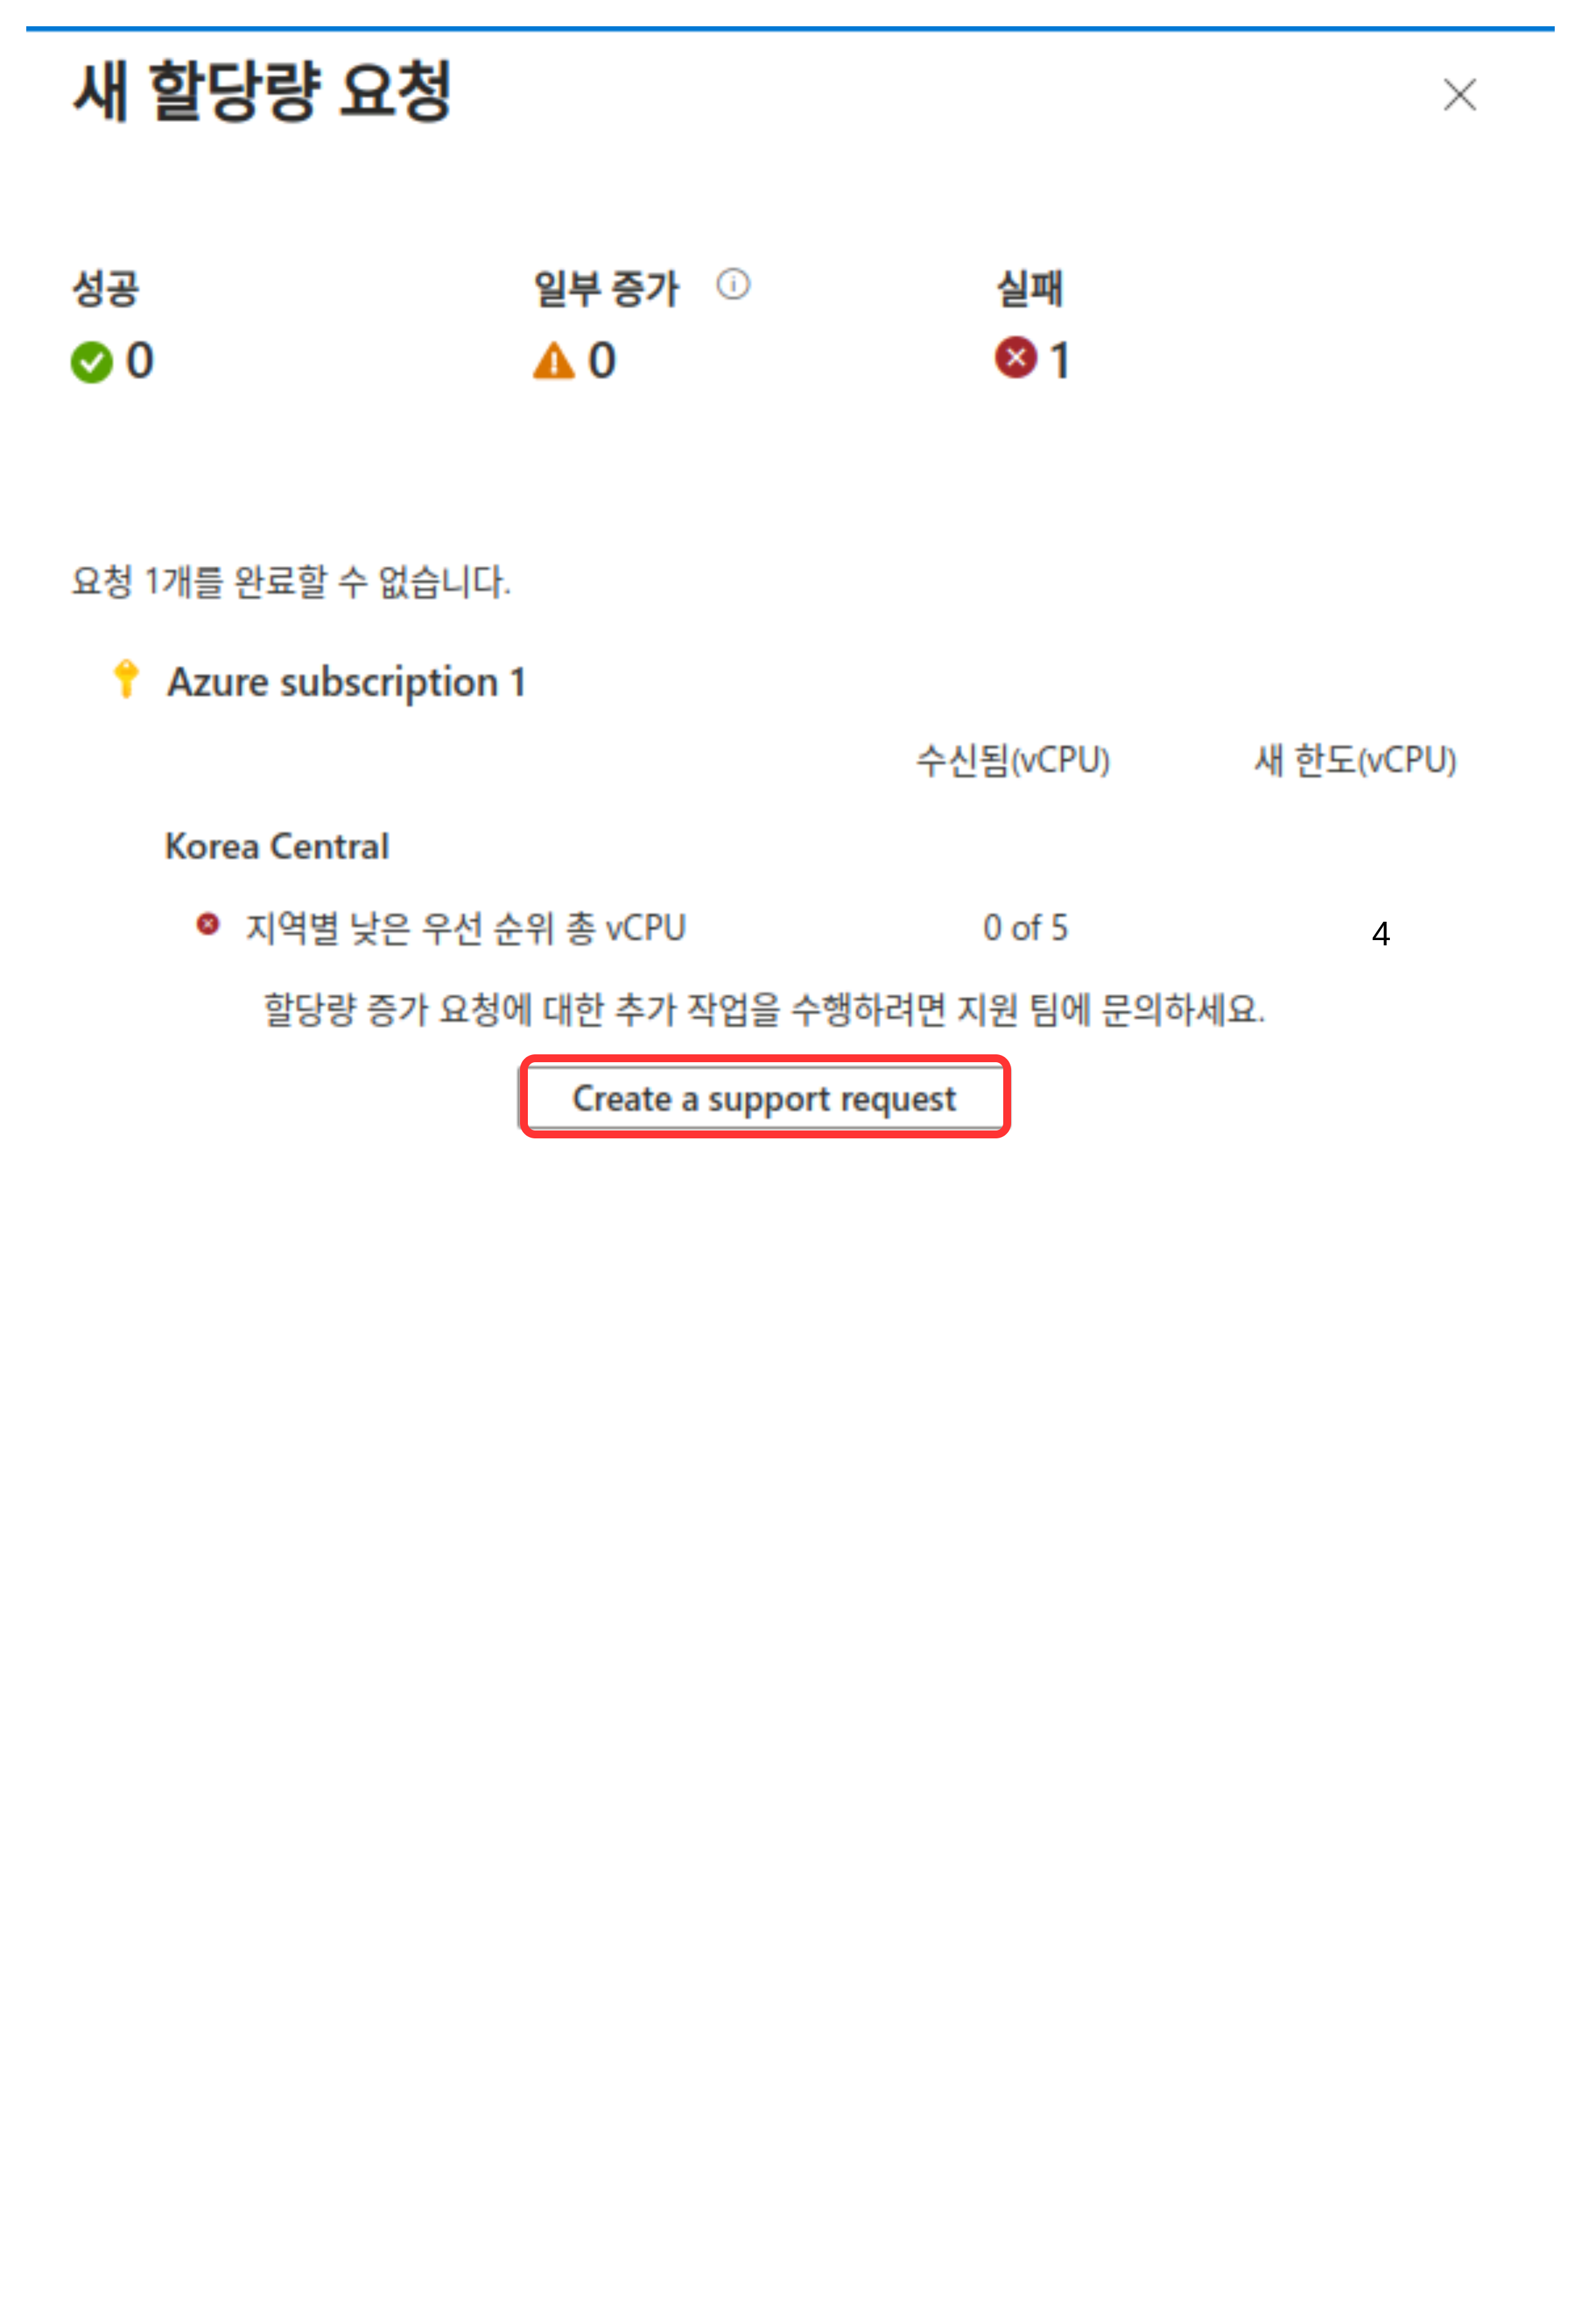 새 할당량 요청
성공
일부 증가
실패
0
0
1
요청 1개를 완료할 수 없습니다.
Azure subscription 1
수신됨(vCPU)
새 한도(vCPU)
Korea Central
지역별 낮은 우선 순위 총 vCPU
0 of 5
4
할당량 증가 요청에 대한 추가 작업을 수행하려면 지원 팀에 문의하세요.
Create a support request